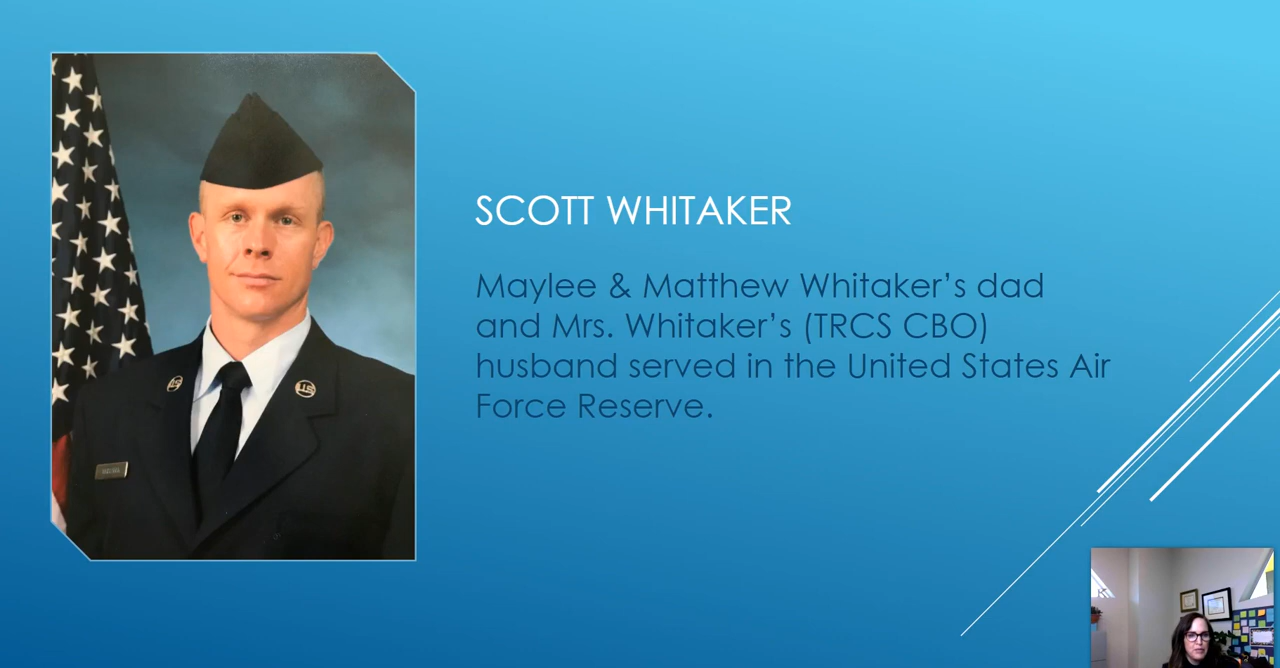 SCOTT WHITAKER
Maylee & Matthew Whitaker’s dad
and Mrs. Whitaker’s (TRCS CBO)
husband served in the United States Air
Force Reserve.